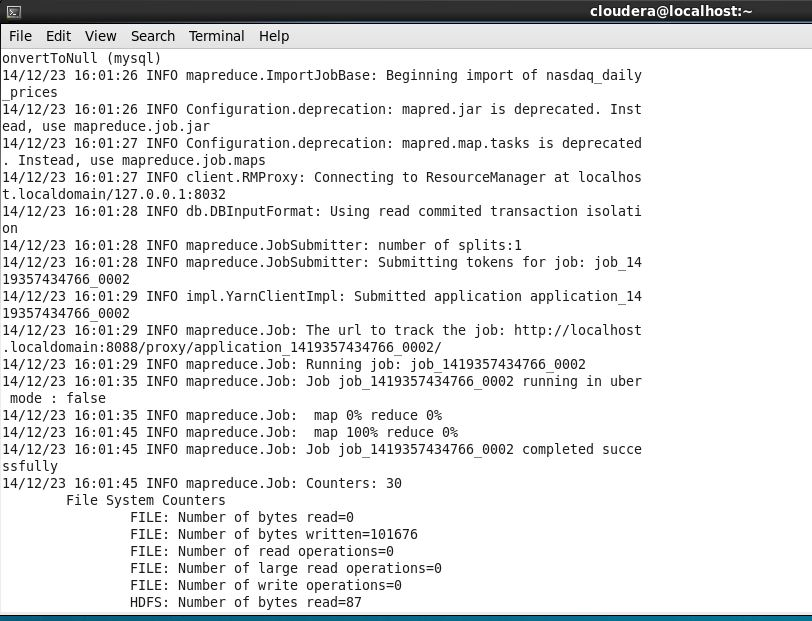 cloudera@localhost:~
File Edit View Search Terminal Help
onvertToNull (mysql)
14/12/23 16:01:26 INFO mapreduce.ImportJobBase: Beginning import of nasdaq_daily
_prices
14/12/23 16:01:26 INFO Configuration.deprecation: mapred.jar is deprecated. Inst
ead, use mapreduce.job.jar
14/12/23 16:01:27 INFO Configuration.deprecation: mapred.map.tasks is deprecated
. Instead, use mapreduce.job.maps
14/12/23 16:01:27 INFO client.RMProxy: Connecting to ResourceManager at localhos
t.localdomain/127.0.0.1:8032
14/12/23 16:01:28 INFO db.DBInputFormat: Using read commited transaction isolati
on
14/12/23 16:01:28 INFO mapreduce.JobSubmitter: number of splits:1
14/12/23 16:01:28 INFO mapreduce.JobSubmitter: Submitting tokens for job: job_14
19357434766_0002
14/12/23 16:01:29 INFO impl.YarnClientImpl: Submitted application application_14
19357434766_0002
14/12/23 16:01:29 INFO mapreduce.Job: The url to track the job: http://localhost
.localdomain:8088/proxy/application_1419357434766_0002/
14/12/23 16:01:29 INFO mapreduce.Job: Running job: job_1419357434766_0002
14/12/23 16:01:35 INFO mapreduce.Job: Job job_1419357434766_0002 running in uber
 mode : false
14/12/23 16:01:35 INFO mapreduce.Job:  map 0% reduce 0%
14/12/23 16:01:45 INFO mapreduce.Job:  map 100% reduce 0%
14/12/23 16:01:45 INFO mapreduce.Job: Job job_1419357434766_0002 completed succe
ssfully
14/12/23 16:01:45 INFO mapreduce.Job: Counters: 30
        File System Counters
                FILE: Number of bytes read=0
                FILE: Number of bytes written=101676
                FILE: Number of read operations=0
                FILE: Number of large read operations=0
                FILE: Number of write operations=0
                HDFS: Number of bytes read=87